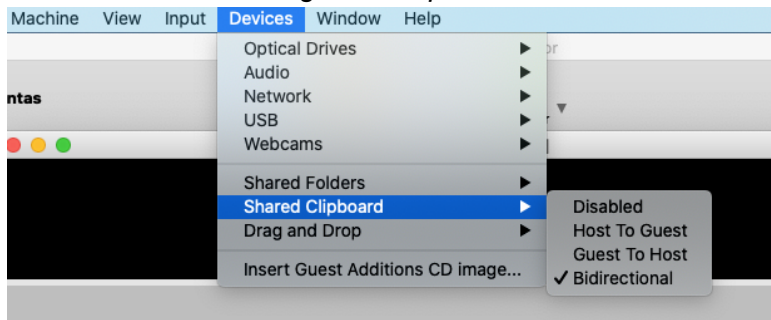 Machine View Input Devices Window Help
Optical Drives
Audio
ntas
Network
USB
Webcams
Shared Folders
Shared Clipboard
Drag and Drop
Insert Guest Additions CD image...
Disabled
Host To Guest
Guest To Host
✓ Bidirectional